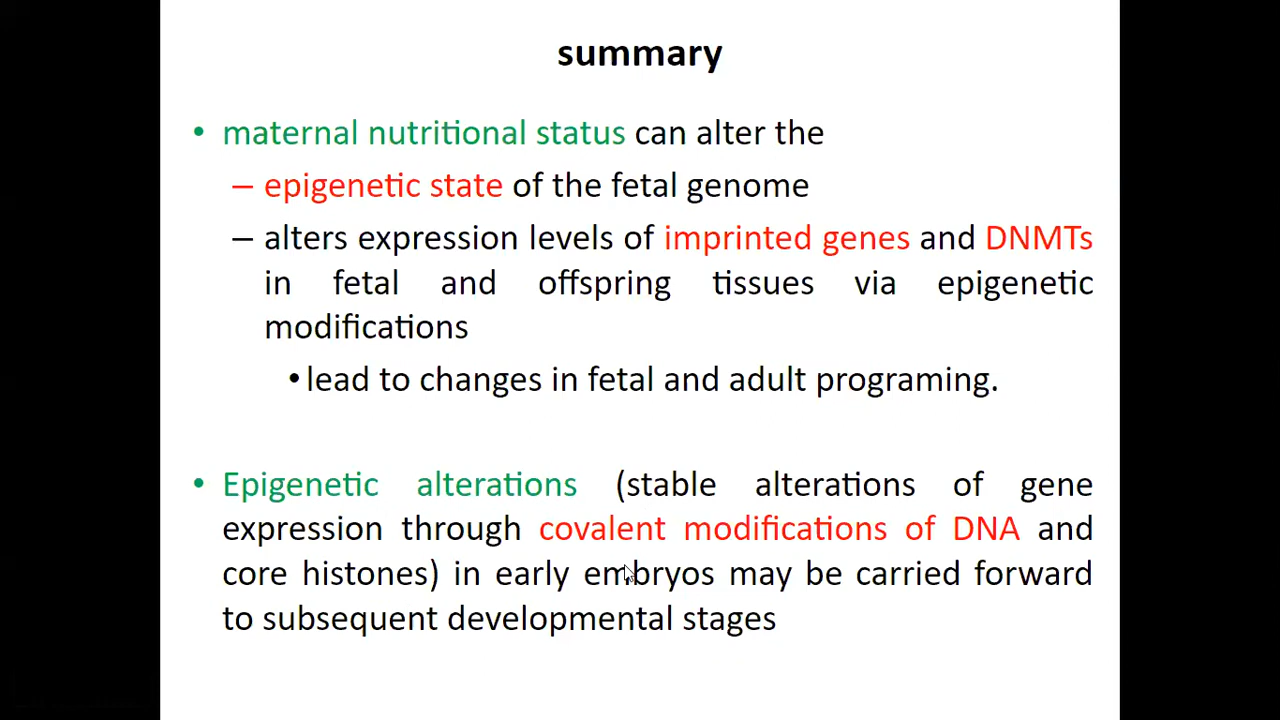 summary
• maternal nutritional status can alter the
– epigenetic state of the fetal genome
– alters expression levels of imprinted genes and DNMTs
in fetal and offspring tissues via epigenetic
modifications
• lead to changes in fetal and adult programing.
• Epigenetic alterations (stable alterations of gene
expression through covalent modifications of DNA and
core histones) in early embryos may be carried forward
to subsequent developmental stages